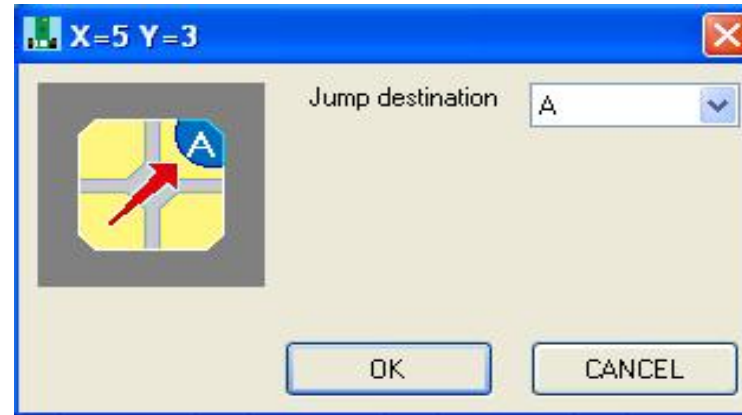 X=5 Y=3
Jump destination
A
A
OK
CANCEL